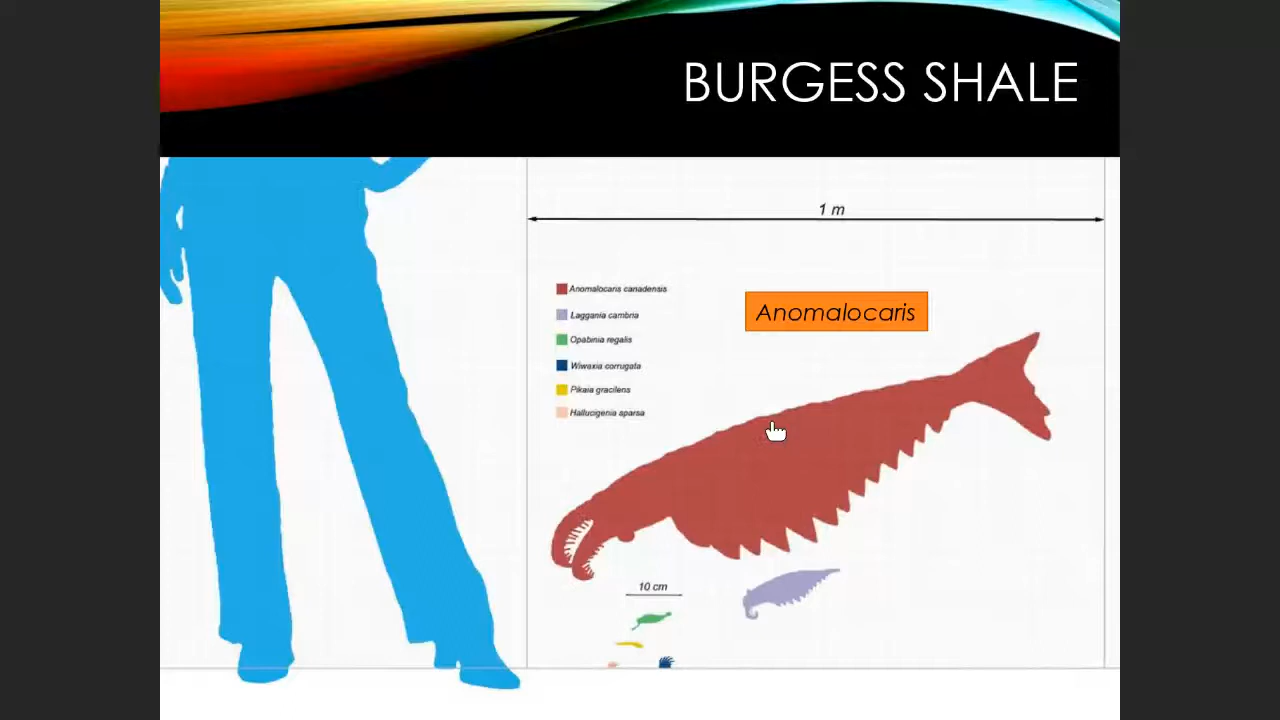 BURGESS SHALE
1 m
Anomalocaris canadensis
Laggania cambria
Opabinia regalis
Wiwaxia corrugata
Pikaia gracilens
Hallucigenia sparsa
Anomalocaris
10 cm